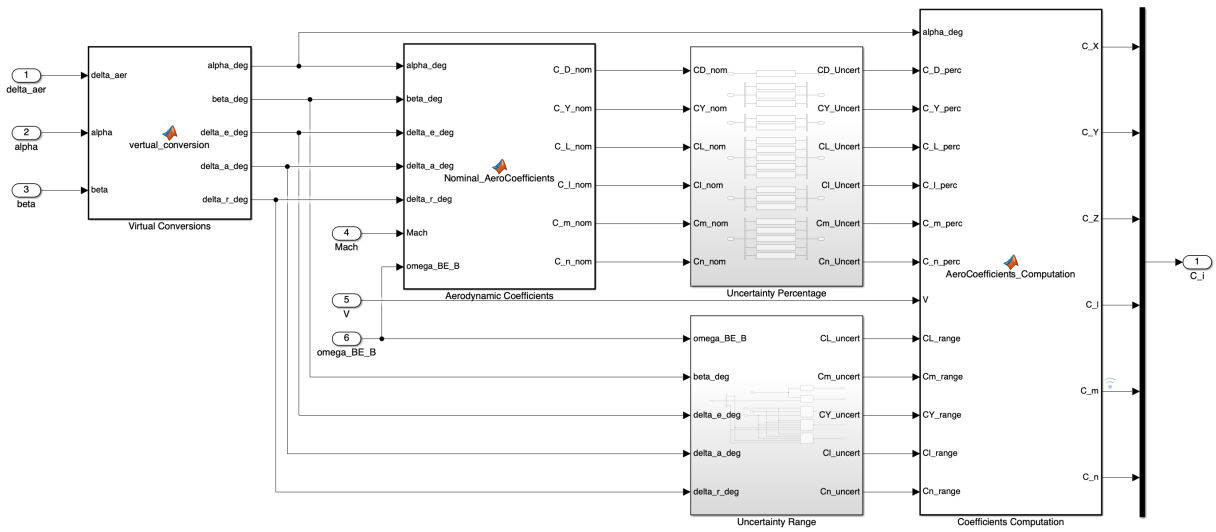 1
delta_aer
2
alpha
3
beta
delta_aer
alpha
beta
vertual_conversion
alpha_deg
beta_deg
delta_e_deg
delta_a_deg
delta_r_deg
Virtual Conversions
4
Mach
5
V
6
omega_BE_B
alpha_deg
beta_deg
delta_e_deg
delta_a_deg
delta_r_deg
Mach
omega_BE_B
Nominal_AeroCoefficients
C_D_nom
C_Y_nom
C_L_nom
C_l_nom
C_m_nom
C_n_nom
Aerodynamic Coefficients
CD_nom
CY_nom
CL_nom
Cl_nom
Cm_nom
Cn_nom
CD_Uncert
CY_Uncert
CL_Uncert
Cl_Uncert
Cm_Uncert
Cn_Uncert
Uncertainty Percentage
omega_BE_B
beta_deg
delta_e_deg
delta_a_deg
delta_r_deg
CL_uncert
Cm_uncert
CY_uncert
Cl_uncert
Cn_uncert
Uncertainty Range
alpha_deg
C_D_perc
C_Y_perc
C_L_perc
C_l_perc
C_m_perc
C_n_perc
V
CL_range
Cm_range
CY_range
Cl_range
Cn_range
AeroCoefficients_Computation
C_X
C_Y
C_Z
C_l
C_m
C_n
Coefficients Computation
1
C_i